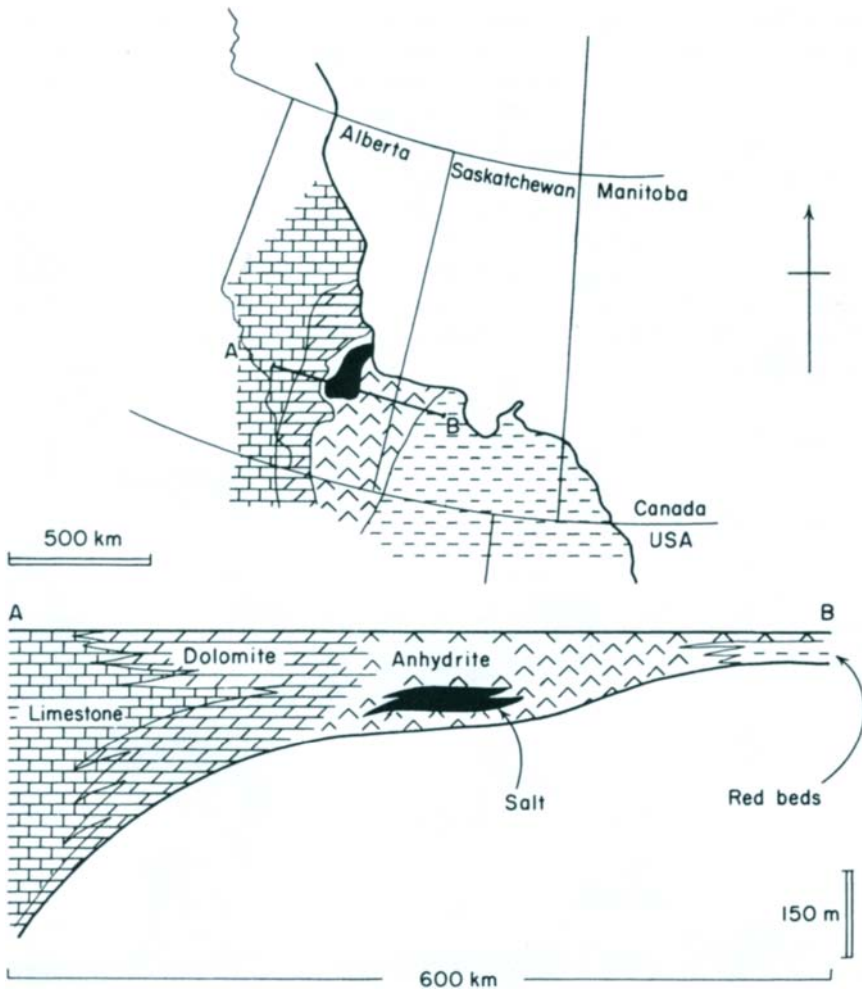 Alberta
Saskatchewan
Manitoba
A
B
Canada
USA
500 km
A
B
Dolomite
Anhydrite
Limestone
Salt
Red beds
150 m
600 km